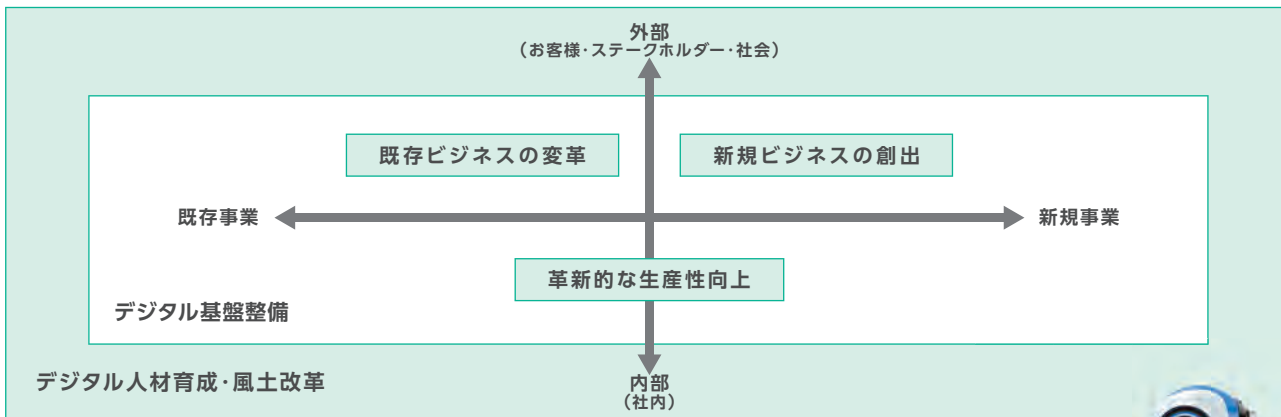 外部
（お客様・ステークホルダー・社会）
既存ビジネスの変革
新規ビジネスの創出
既存事業
新規事業
革新的な生産性向上
デジタル基盤整備
デジタル人材育成・風土改革
内部
（社内）